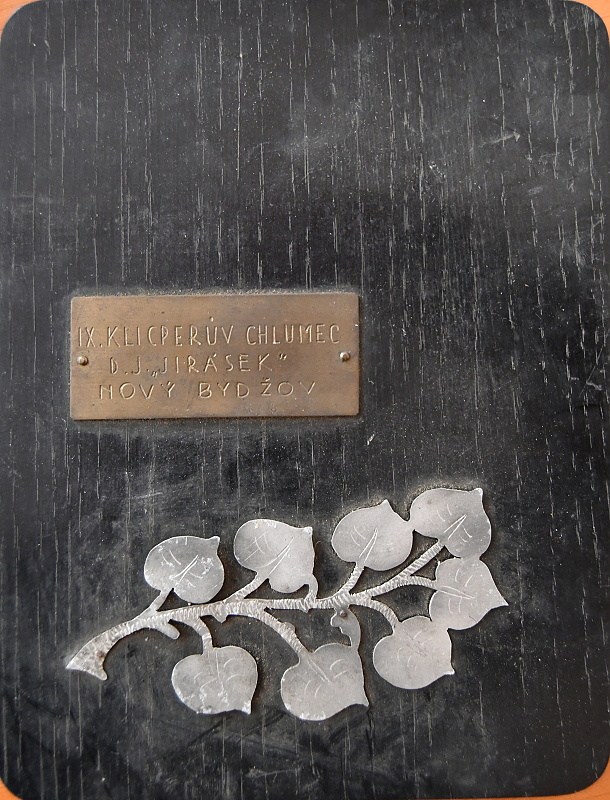 IX. KLICPERŮV CHLUMEC
D.J. „JIRÁSEK"
NOVÝ BYDŽOV